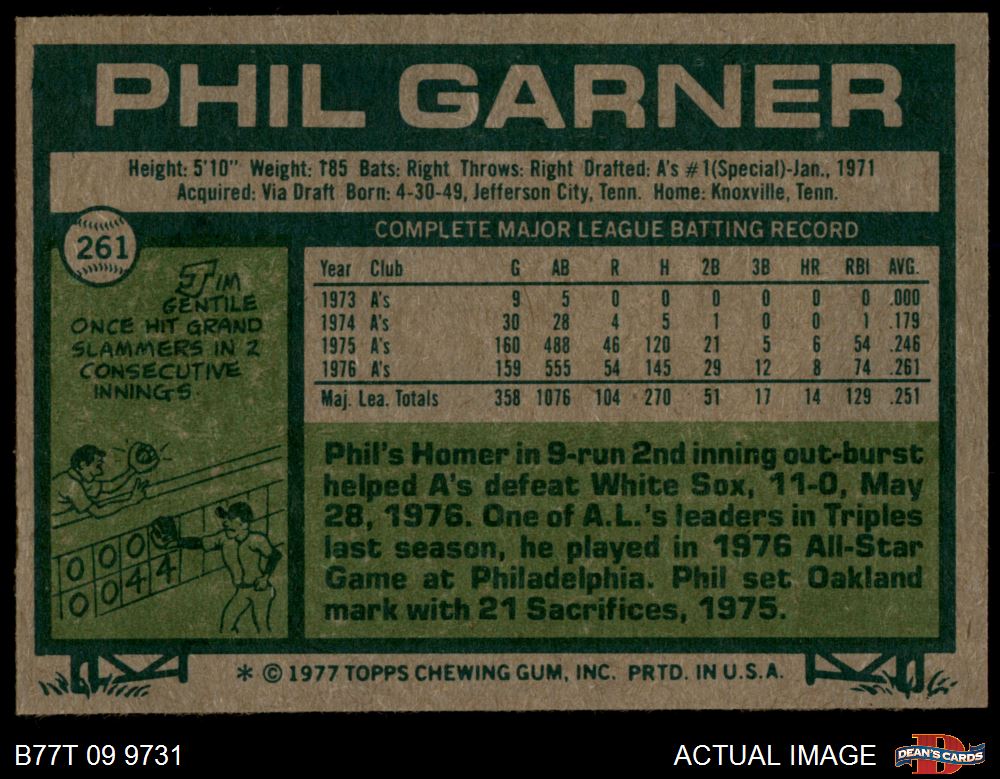 PHIL GARNER
Height: 5'10" Weight: 185 Bats: Right Throws: Right Drafted: A's #1(Special)-Jan., 1971
Acquired: Via Draft Born: 4-30-49, Jefferson City, Tenn. Home: Knoxville, Tenn.
261
JIM
GENTILE
ONCE HIT GRAND
SLAMMERS IN 2
CONSECUTIVE
INNINGS.
0 0 0
0 0 4 4
COMPLETE MAJOR LEAGUE BATTING RECORD
Year Club G AB R H 2B 3B HR RBI AVG.
1973 A's 9 5 0 0 0 0 0 0 .000
1974 A's 30 28 4 5 1 0 0 1 .179
1975 A's 160 488 46 120 21 5 6 54 .246
1976 A's 159 555 54 145 29 12 8 74 .261
Maj. Lea. Totals 358 1076 104 270 51 17 14 129 .251
Phil's Homer in 9-run 2nd inning out-burst
helped A's defeat White Sox, 11-0, May
28, 1976. One of A.L.'s leaders in Triples
last season, he played in 1976 All-Star
Game at Philadelphia. Phil set Oakland
mark with 21 Sacrifices, 1975.
* © 1977 TOPPS CHEWING GUM, INC. PRTD. IN U.S.A.
B77T 09 9731
ACTUAL IMAGE
DEAN'S CARDS